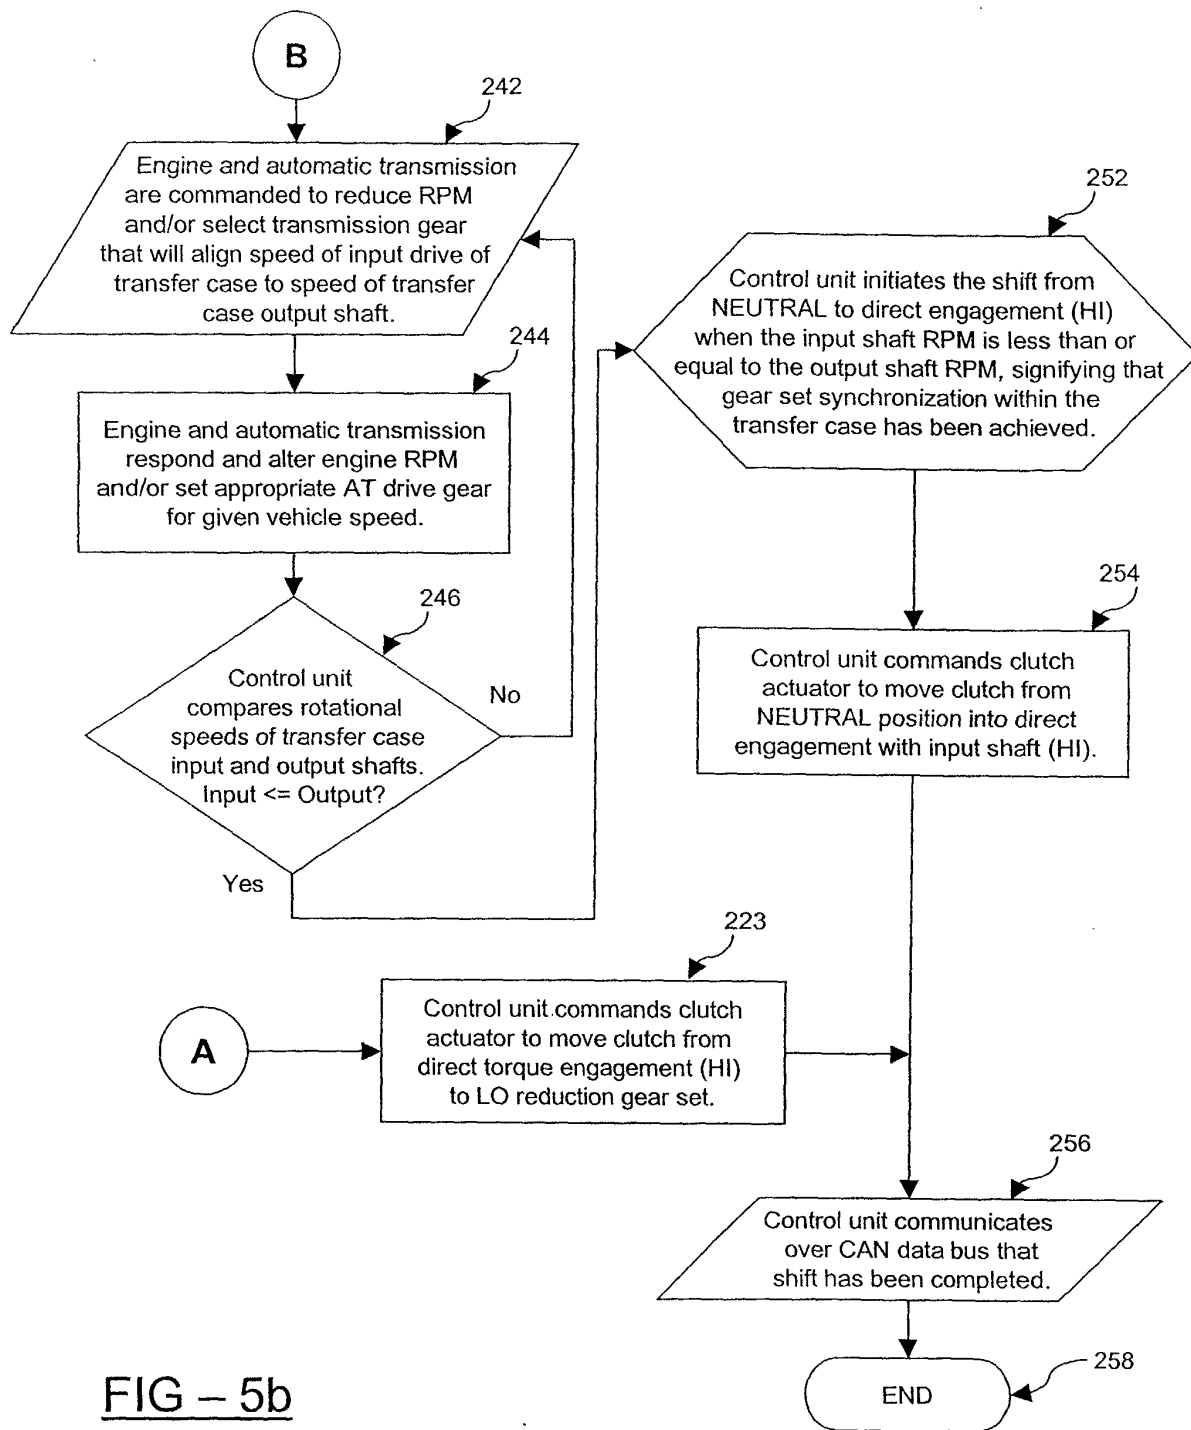 B
242
Engine and automatic transmission
are commanded to reduce RPM
and/or select transmission gear
that will align speed of input drive of
transfer case to speed of transfer
case output shaft.
244
Engine and automatic transmission
respond and alter engine RPM
and/or set appropriate AT drive gear
for given vehicle speed.
246
Control unit
compares rotational
speeds of transfer case
input and output shafts.
Input <= Output?
No
Yes
252
Control unit initiates the shift from
NEUTRAL to direct engagement (HI)
when the input shaft RPM is less than or
equal to the output shaft RPM, signifying that
gear set synchronization within the
transfer case has been achieved.
254
Control unit commands clutch
actuator to move clutch from
NEUTRAL position into direct
engagement with input shaft (HI).
A
223
Control unit commands clutch
actuator to move clutch from
direct torque engagement (HI)
to LO reduction gear set.
256
Control unit communicates
over CAN data bus that
shift has been completed.
258
END
FIG – 5b